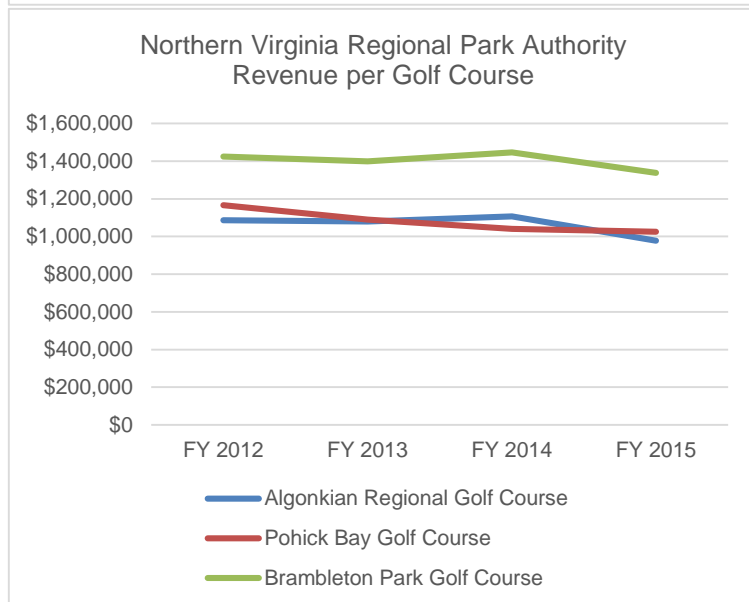 Northern Virginia Regional Park Authority
Revenue per Golf Course
$1,600,000
$1,400,000
$1,200,000
$1,000,000
$800,000
$600,000
$400,000
$200,000
$0
FY 2012 FY 2013 FY 2014 FY 2015
Algonkian Regional Golf Course
Pohick Bay Golf Course
Brambleton Park Golf Course